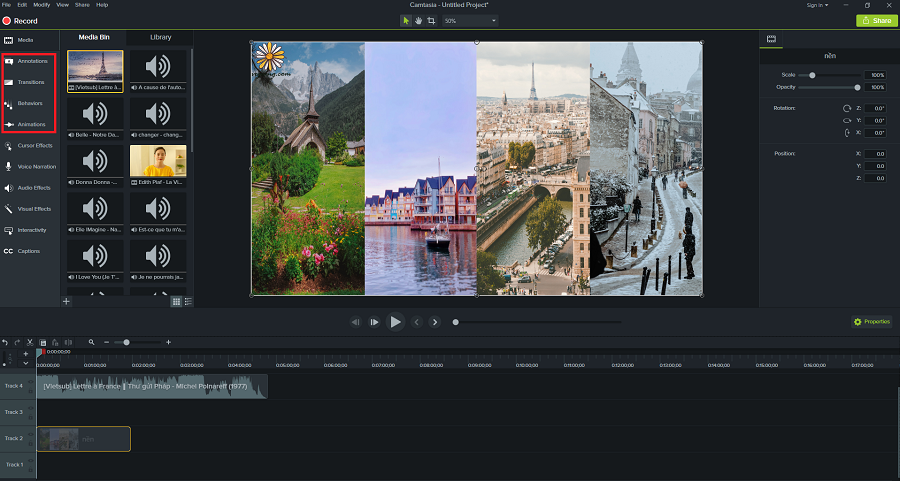 File Edit Modify View Share Help
Camtasia - Untitled Project*
Sign In
Record
50%
Share
Media
Annotations
Transitions
Behaviors
Animations
Cursor Effects
Voice Narration
Audio Effects
Visual Effects
Interactivity
CC Captions
Media Bin Library
[Vietsub] Lettre à...
A cause de l'auto...
Belle - Notre Da...
changer - chang...
Donna Donna -...
Edith Piaf - La Vi...
Elle IMagine - Na...
Est-ce que tu m'a...
I Love You (Je T'...
Je ne pourrais ja...
nền
Scale 100%
Opacity 100%
Rotation: Z: 0.0°
Y: 0.0°
X: 0.0°
Position: X: 0.0
Y: 0.0
Z: 0.0
Properties
0:00:00;00
0:00:00;00 0:01:00;00 0:02:00;00 0:03:00;00 0:04:00;00 0:05:00;00 0:06:00;00 0:07:00;00 0:08:00;00 0:09:00;00 0:10:00;00 0:11:00;00 0:12:00;00 0:13:00;00 0:14:00;00 0:15:00;00 0:16:00;00 0:17:00;00
Track 4
[Vietsub] Lettre à France ‖ Thư gửi Pháp - Michel Polnareff (1977)
Track 3
Track 2
nền
Track 1